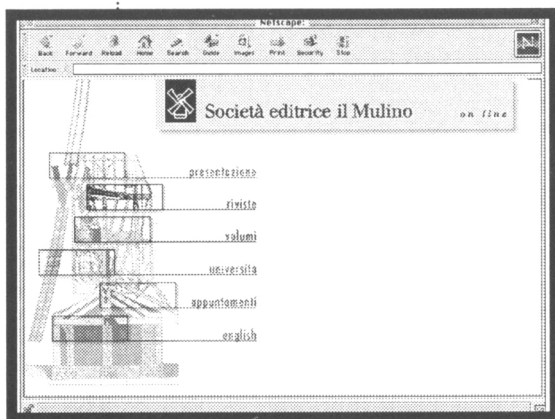 Netscape:
Back Forward Reload Home Search Guide Images Print Security Stop
Location:
N
Società editrice il Mulino on line
presentazione
riviste
volumi
università
appuntamenti
english